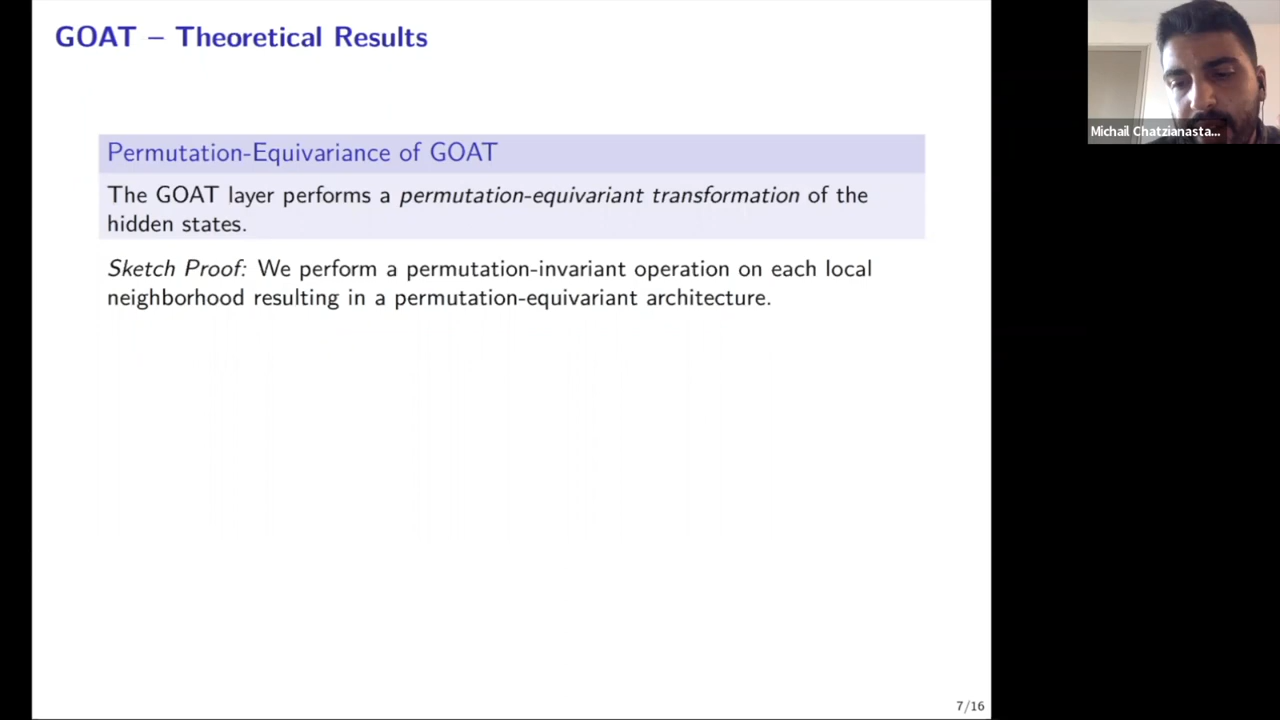 GOAT – Theoretical Results
Michail Chatzianasta...
Permutation-Equivariance of GOAT
The GOAT layer performs a permutation-equivariant transformation of the
hidden states.
Sketch Proof: We perform a permutation-invariant operation on each local
neighborhood resulting in a permutation-equivariant architecture.
7/16